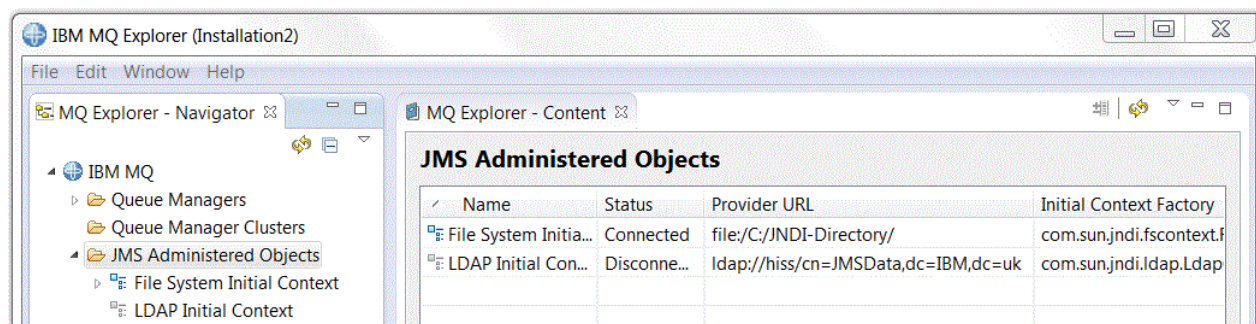 IBM MQ Explorer (Installation2)
File Edit Window Help
MQ Explorer - Navigator
IBM MQ
Queue Managers
Queue Manager Clusters
JMS Administered Objects
File System Initial Context
LDAP Initial Context
MQ Explorer - Content
JMS Administered Objects
Name Status Provider URL Initial Context Factory
File System Initia... Connected file:/C:/JNDI-Directory/ com.sun.jndi.fscontext.F
LDAP Initial Con... Disconne... ldap://hiss/cn=JMSData,dc=IBM,dc=uk com.sun.jndi.ldap.Ldap